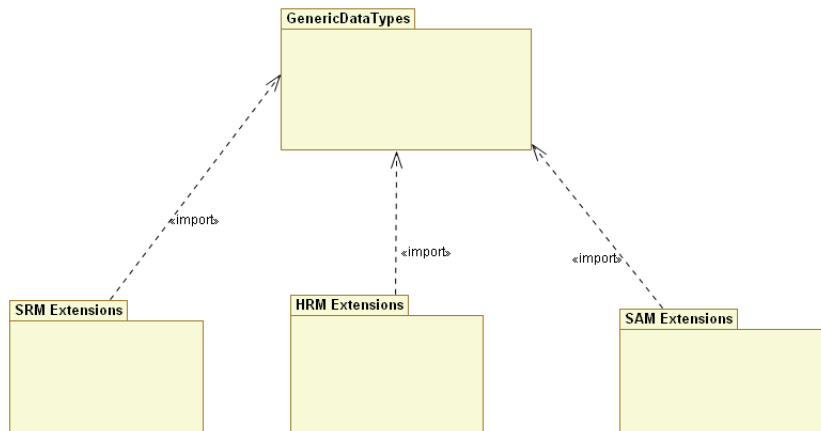 GenericDataTypes
«import»
«import»
«import»
SRM Extensions
HRM Extensions
SAM Extensions